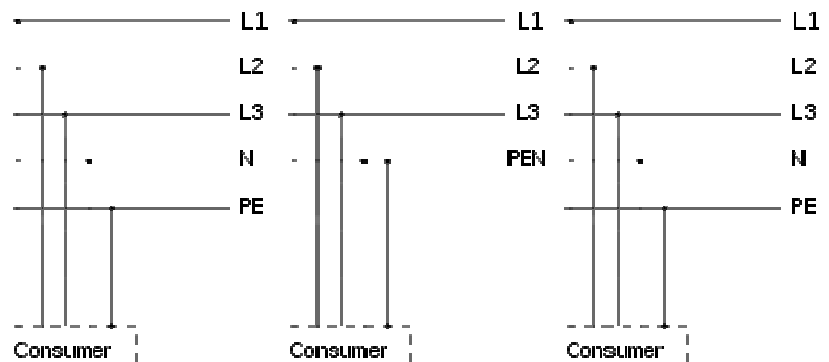 L1 L1 L1
L2 L2 L2
L3 L3 L3
N PEN N
PE PE
Consumer Consumer Consumer